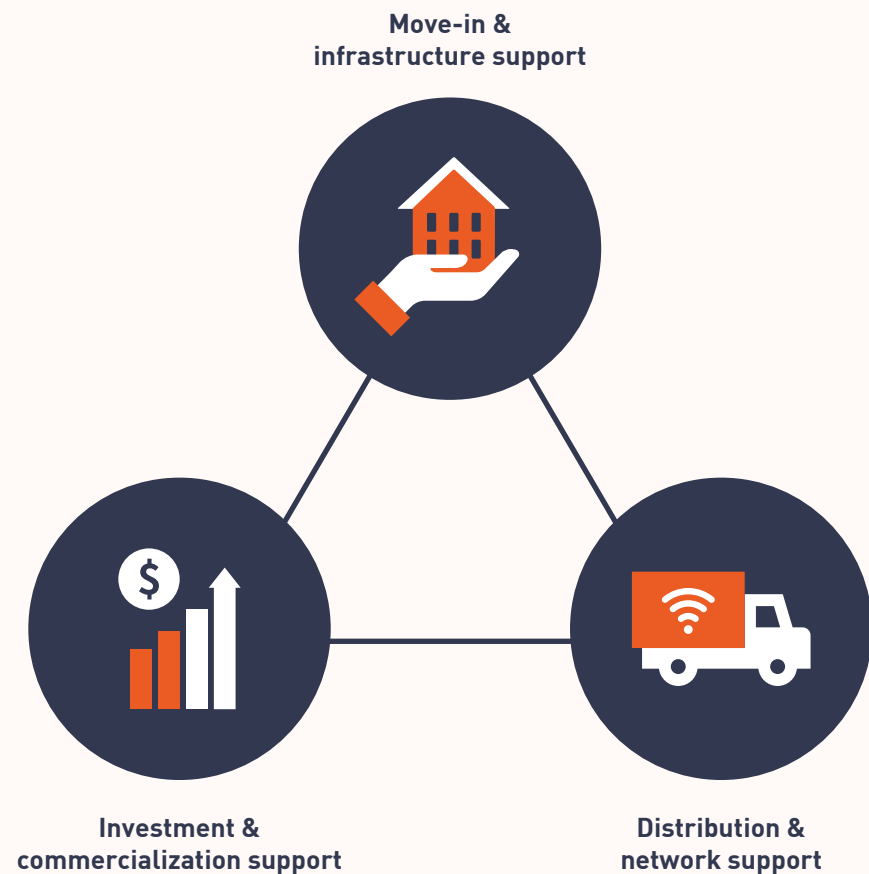 Move-in &
infrastructure support
$
Investment &
commercialization support
Distribution &
network support